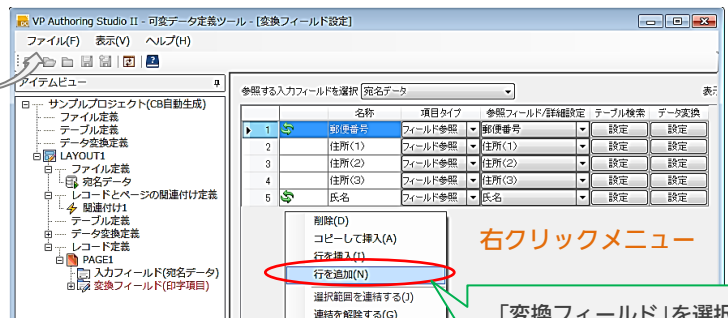 VP Authoring Studio II - 可変データ定義ツール - [変換フィールド設定]
ファイル(F) 表示(V) ヘルプ(H)
アイテムビュー
サンプルプロジェクト(CB自動生成)
ファイル定義
テーブル定義
データ変換定義
LAYOUT1
ファイル定義
宛名データ
レコードとページの関連付け定義
関連付け1
テーブル定義
データ変換定義
レコード定義
PAGE1
入力フィールド(宛名データ)
変換フィールド(印字項目)
参照する入力フィールドを選択 宛名データ
表示
名称 項目タイプ 参照フィールド/詳細設定 テーブル検索 データ変換
1 郵便番号 フィールド参照 郵便番号 設定 設定
2 住所(1) フィールド参照 住所(1) 設定 設定
3 住所(2) フィールド参照 住所(2) 設定 設定
4 住所(3) フィールド参照 住所(3) 設定 設定
5 氏名 フィールド参照 氏名 設定 設定
削除(D)
コピーして挿入(A)
行を挿入(I)
行を追加(N)
選択範囲を連結する(J)
連結を解除する(G)
右クリックメニュー
「変換フィールド」を選択